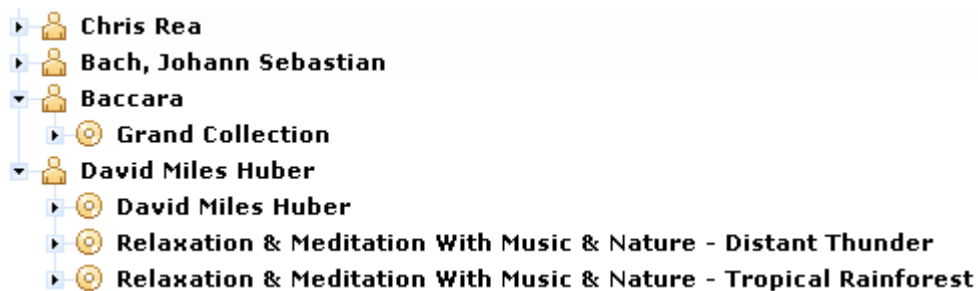 Chris Rea
Bach, Johann Sebastian
Baccara
Grand Collection
David Miles Huber
David Miles Huber
Relaxation & Meditation With Music & Nature - Distant Thunder
Relaxation & Meditation With Music & Nature - Tropical Rainforest